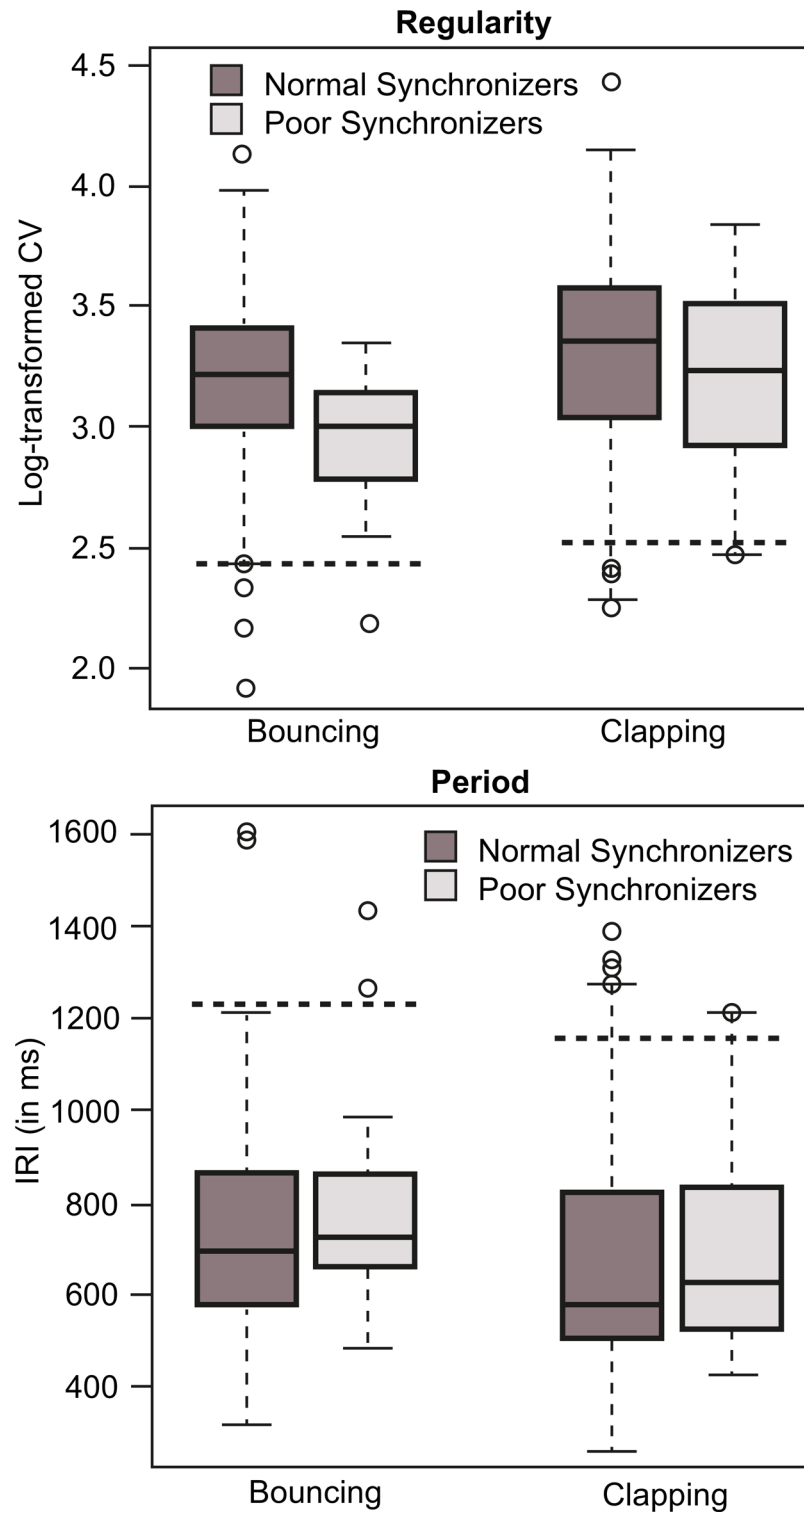 Regularity
Normal Synchronizers
Poor Synchronizers
Log-transformed CV
4.5
4.0
3.5
3.0
2.5
2.0
Bouncing
Clapping
Period
Normal Synchronizers
Poor Synchronizers
IRI (in ms)
1600
1400
1200
1000
800
600
400
Bouncing
Clapping